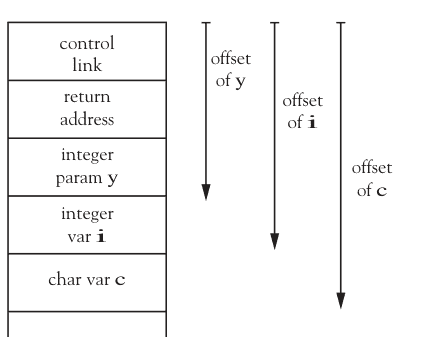 control
link
return
address
integer
param y
integer
var i
char var c
offset
of y
offset
of i
offset
of c